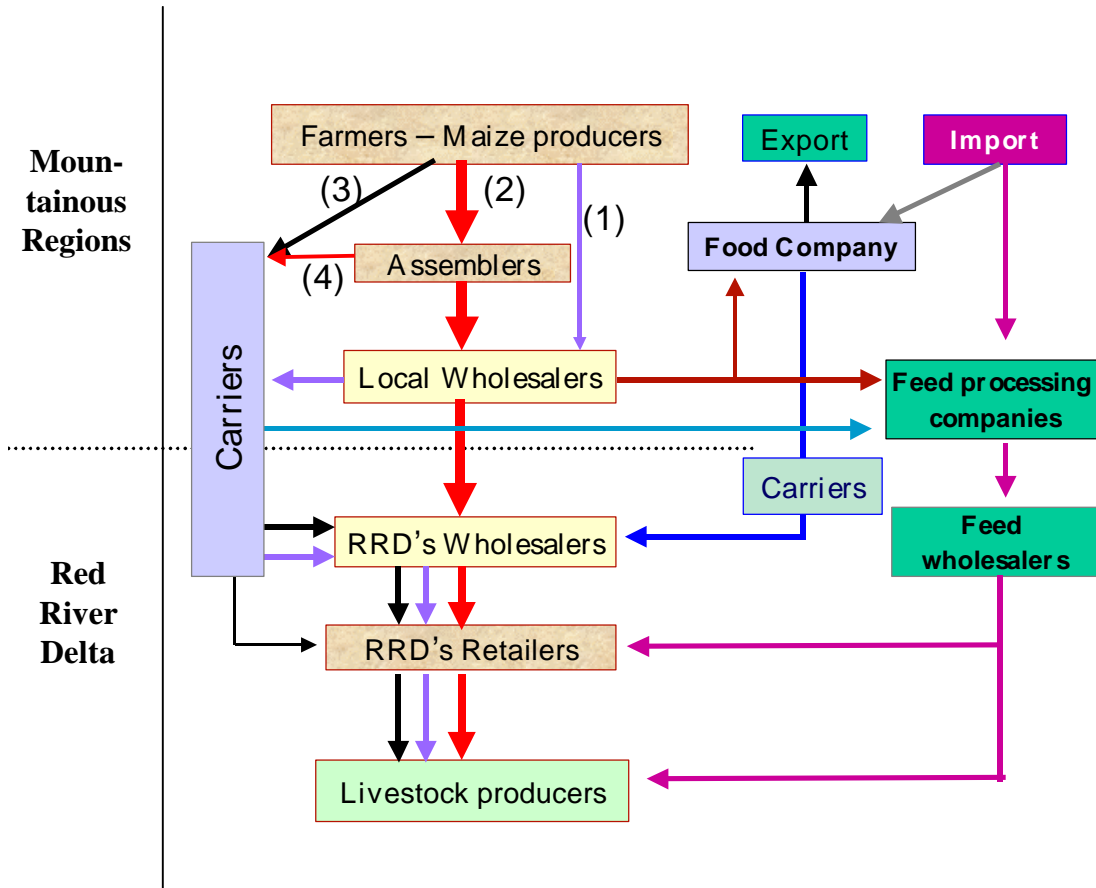 Farmers – Maize producers
Export
Import
Moun-
tainous
Regions
(3)
(2)
(1)
Food Company
Assemblers
(4)
Carriers
Local Wholesalers
Feed processing
companies
Carriers
RRD’s Wholesalers
Feed
wholesalers
Red
River
Delta
RRD’s Retailers
Livestock producers